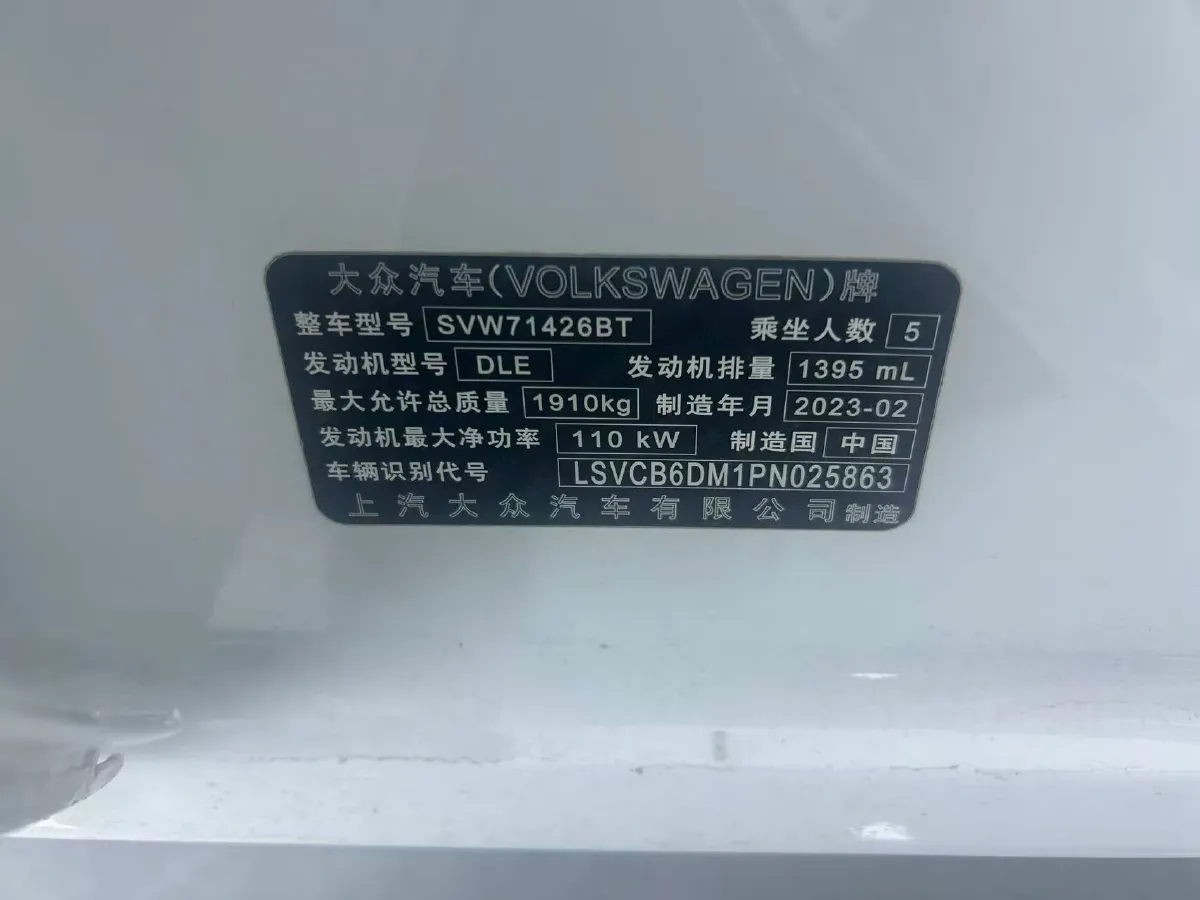 大众汽车(VOLKSWAGEN)牌
整车型号 SVW71426BT 乘坐人数 5
发动机型号 DLE 发动机排量 1395 mL
最大允许总质量 1910kg 制造年月 2023-02
发动机最大净功率 110 kW 制造国 中国
车辆识别代号 LSVCB6DM1PN025863
上汽大众汽车有限公司制造